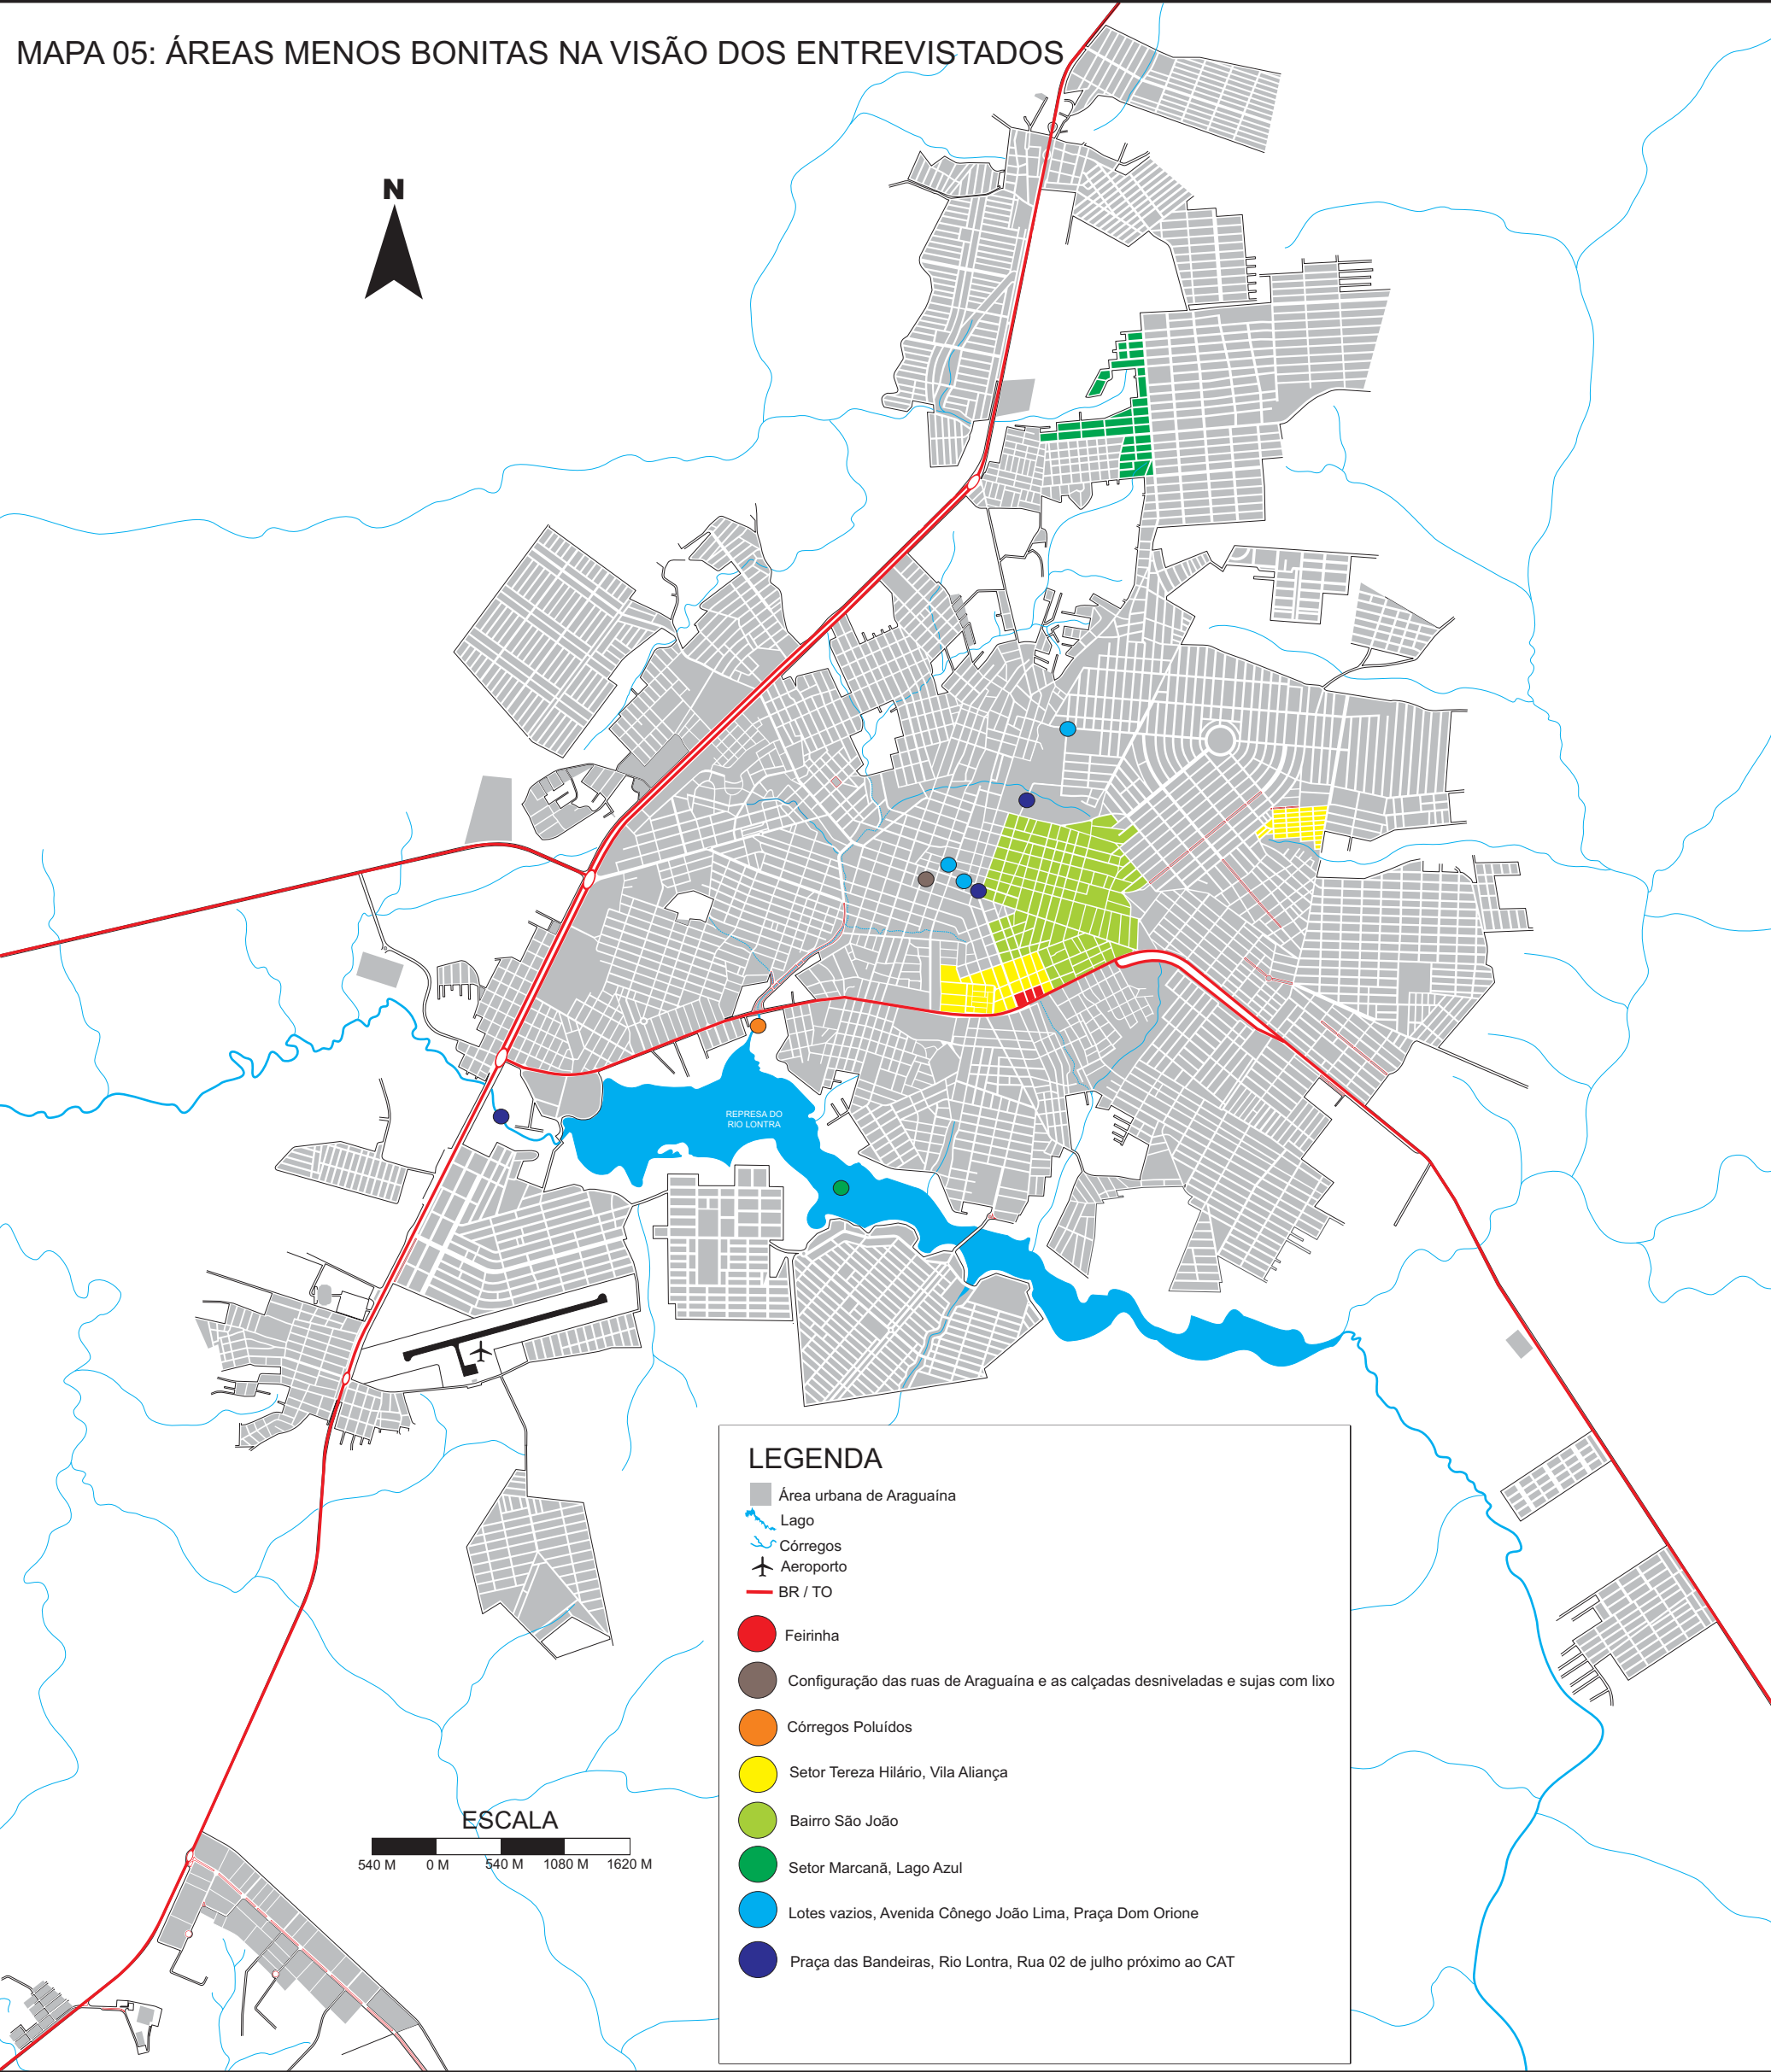 MAPA 05: ÁREAS MENOS BONITAS NA VISÃO DOS ENTREVISTADOS
N
REPRESA DO
RIO LONTRA
LEGENDA
Área urbana de Araguaína
Lago
Córregos
Aeroporto
BR / TO
Feirinha
Configuração das ruas de Araguaína e as calçadas desniveladas e sujas com lixo
Córregos Poluídos
Setor Tereza Hilário, Vila Aliança
Bairro São João
Setor Marcanã, Lago Azul
Lotes vazios, Avenida Cônego João Lima, Praça Dom Orione
Praça das Bandeiras, Rio Lontra, Rua 02 de julho próximo ao CAT
ESCALA
540 M 0 M 540 M 1080 M 1620 M